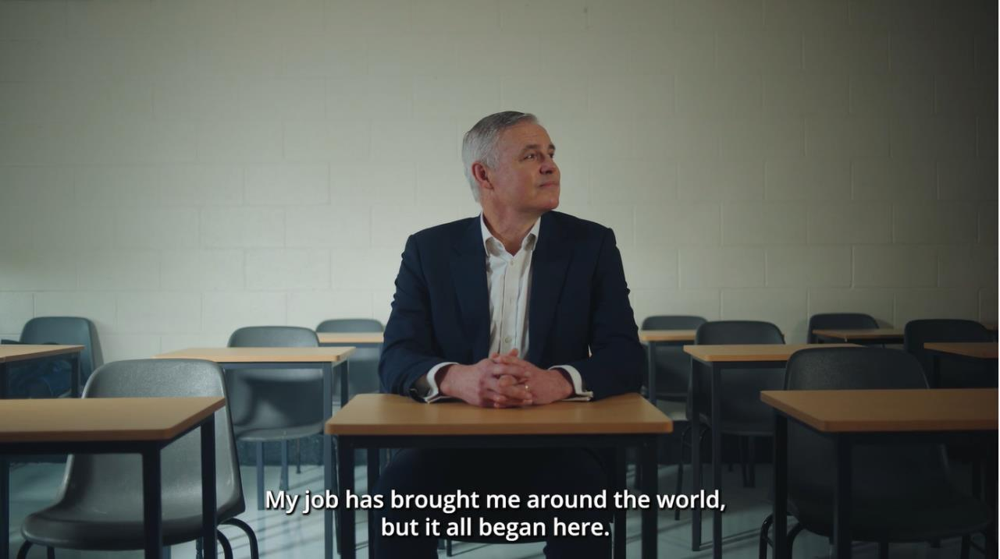 My job has brought me around the world,
but it all began here.